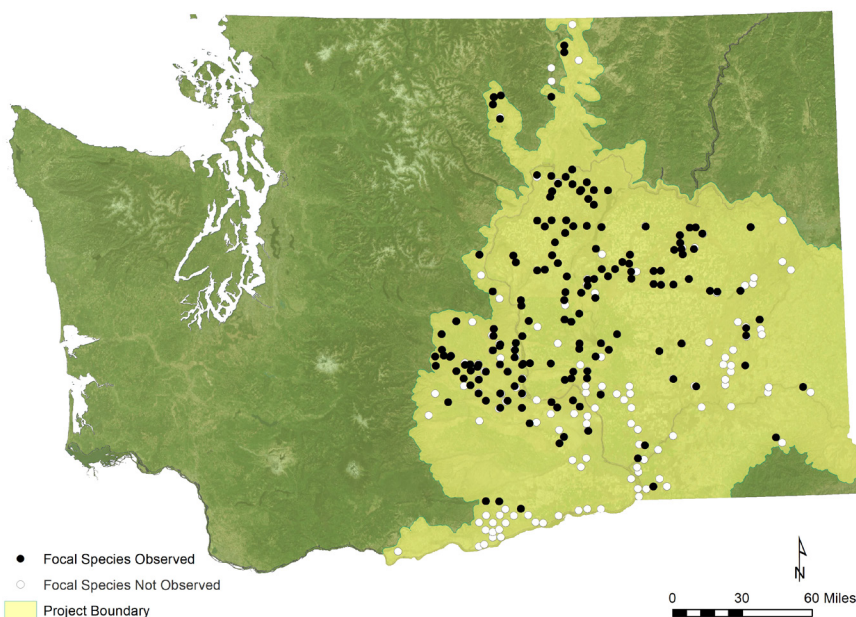 Focal Species Observed
Focal Species Not Observed
Project Boundary
N
0 30 60 Miles